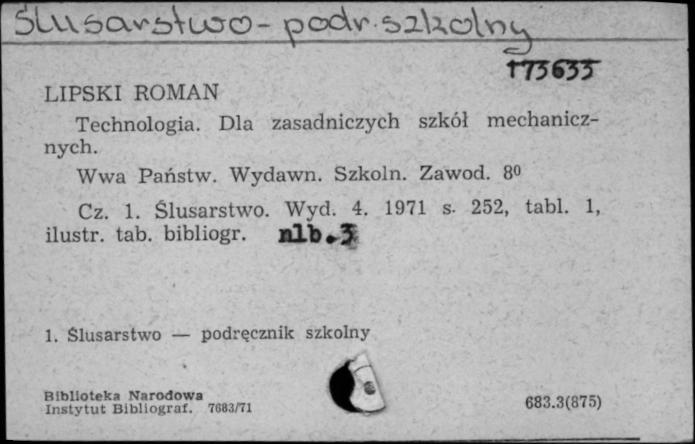 Ślusarstwo - podr. szkolny
173633
LIPSKI ROMAN
Technologia. Dla zasadniczych szkół mechanicz-
nych.
Wwa Państw. Wydawn. Szkoln. Zawod. 8⁰
Cz. 1. Ślusarstwo. Wyd. 4. 1971 s. 252, tabl. 1,
ilustr. tab. bibliogr. nlb.3
1. Ślusarstwo — podręcznik szkolny
Biblioteka Narodowa
Instytut Bibliograf. 7683/71
683.3(875)